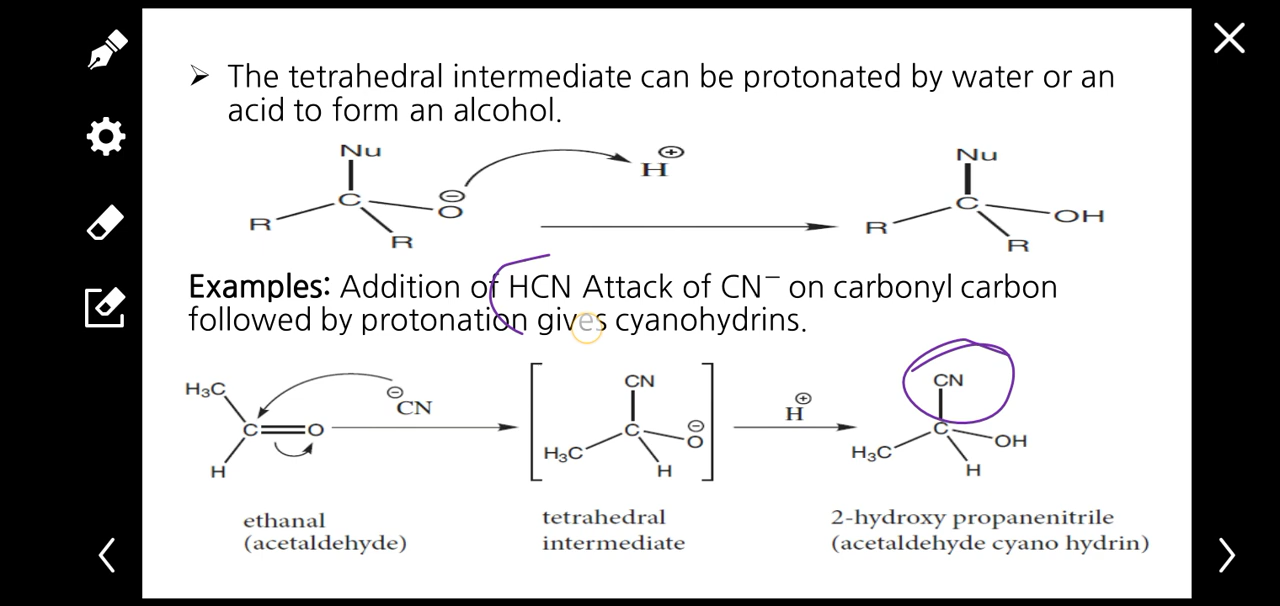 ➢ The tetrahedral intermediate can be protonated by water or an
acid to form an alcohol.
Nu
C
R
R
O⊖
H⊕
Nu
C
R
R
OH
Examples: Addition of HCN Attack of CN⁻ on carbonyl carbon
followed by protonation gives cyanohydrins.
H₃C
C
O
H
⊖CN
CN
C
O⊖
H₃C
H
H⊕
CN
C
OH
H₃C
H
ethanal
(acetaldehyde)
tetrahedral
intermediate
2-hydroxy propanenitrile
(acetaldehyde cyano hydrin)